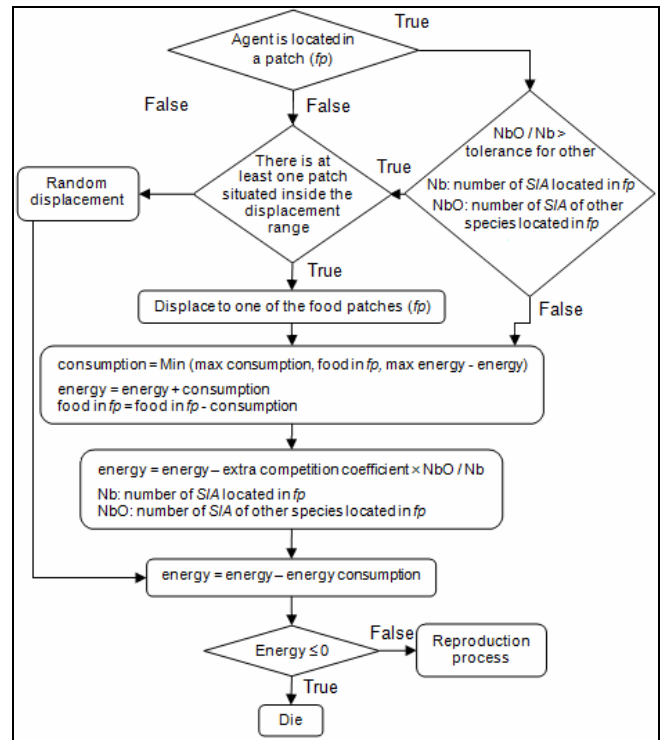 True
Agent is located in
a patch (fp)
False
False
NbO / Nb >
tolerance for other
Nb: number of SIA located in fp
NbO: number of SIA of other
species located in fp
True
There is at
least one patch
situated inside the
displacement
range
Random
displacement
True
False
Displace to one of the food patches (fp)
consumption = Min (max consumption, food in fp, max energy - energy)
energy = energy + consumption
food in fp = food in fp - consumption
energy = energy – extra competition coefficient × NbO / Nb
Nb: number of SIA located in fp
NbO: number of SIA of other species located in fp
energy = energy – energy consumption
Energy ≤ 0
False
Reproduction
process
True
Die